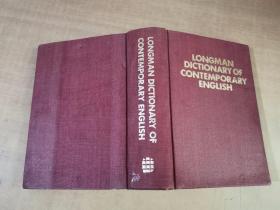 LONGMAN DICTIONARY OF
CONTEMPORARY ENGLISH
LONGMAN
DICTIONARY OF
CONTEMPORARY
ENGLISH